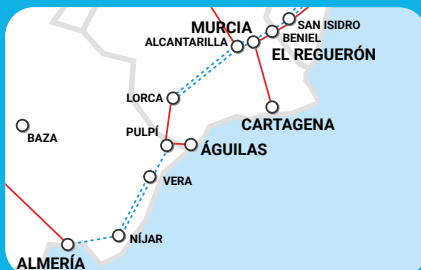 SAN ISIDRO
MURCIA
BENIEL
ALCANTARILLA
EL REGUERÓN
LORCA
CARTAGENA
PULPÍ
BAZA
ÁGUILAS
VERA
NÍJAR
ALMERÍA